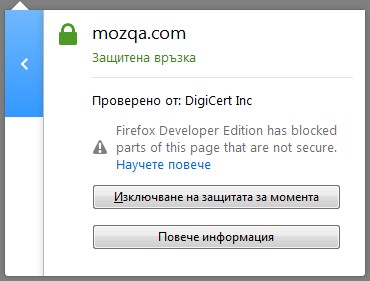 mozqa.com
Защитена връзка
Проверено от: DigiCert Inc
Firefox Developer Edition has blocked
parts of this page that are not secure.
Научете повече
Изключване на защитата за момента
Повече информация